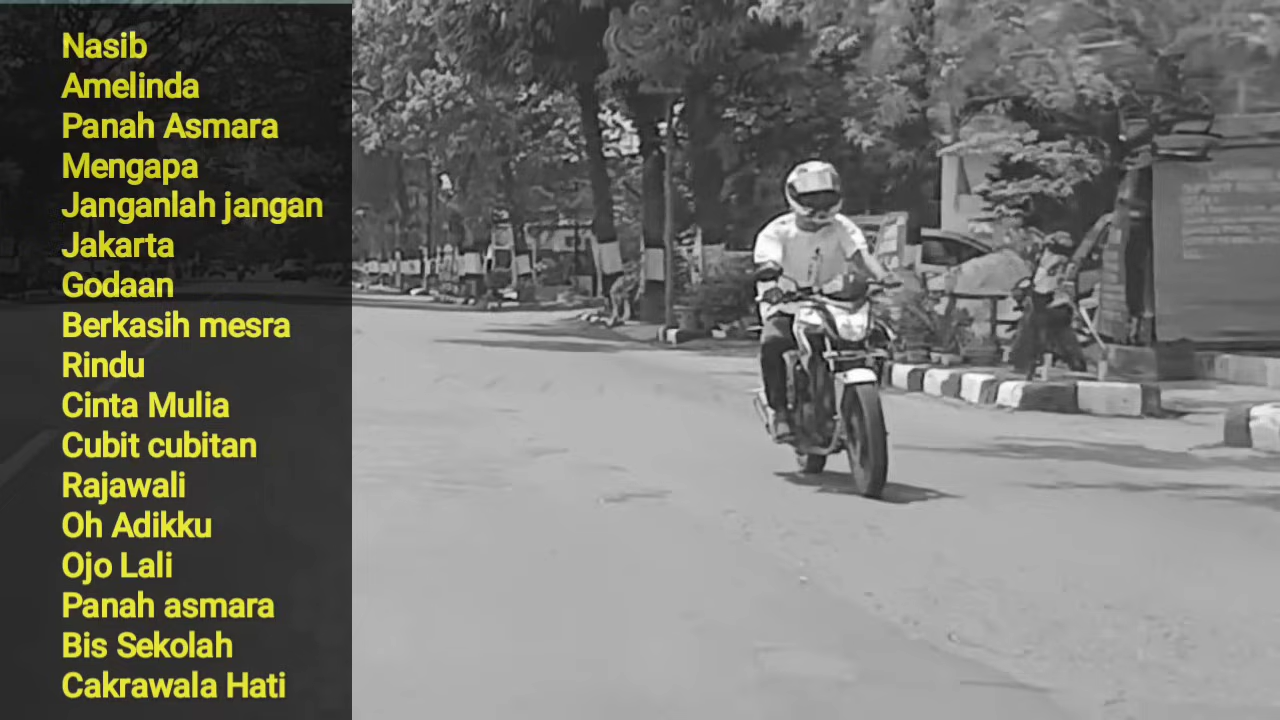 Nasib
Amelinda
Panah Asmara
Mengapa
Janganlah jangan
Jakarta
Godaan
Berkasih mesra
Rindu
Cinta Mulia
Cubit cubitan
Rajawali
Oh Adikku
Ojo Lali
Panah asmara
Bis Sekolah
Cakrawala Hati